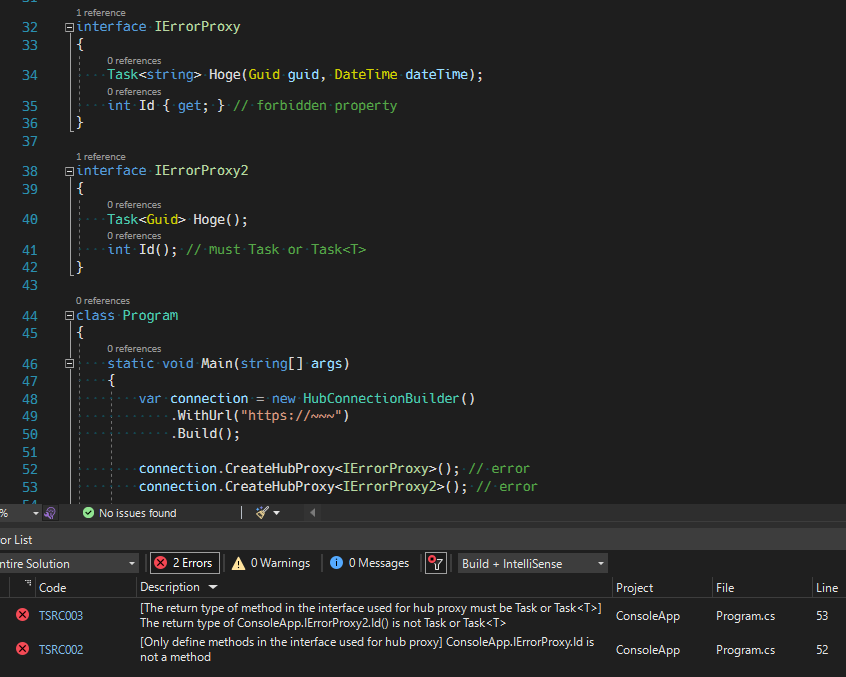 1 reference
32 interface IErrorProxy
33 {
0 references
34 Task<string> Hoge(Guid guid, DateTime dateTime);
0 references
35 int Id { get; } // forbidden property
36 }
37
1 reference
38 interface IErrorProxy2
39 {
0 references
40 Task<Guid> Hoge();
0 references
41 int Id(); // must Task or Task<T>
42 }
43
0 references
44 class Program
45 {
0 references
46 static void Main(string[] args)
47 {
48 var connection = new HubConnectionBuilder()
49 .WithUrl("https://~~~")
50 .Build();
51
52 connection.CreateHubProxy<IErrorProxy>(); // error
53 connection.CreateHubProxy<IErrorProxy2>(); // error
% No issues found
or List
ntire Solution 2 Errors 0 Warnings 0 Messages Build + IntelliSense
Code Description Project File Line
TSRC003 [The return type of method in the interface used for hub proxy must be Task or Task<T>] ConsoleApp Program.cs 53
The return type of ConsoleApp.IErrorProxy2.Id() is not Task or Task<T>
TSRC002 [Only define methods in the interface used for hub proxy] ConsoleApp.IErrorProxy.Id is ConsoleApp Program.cs 52
not a method